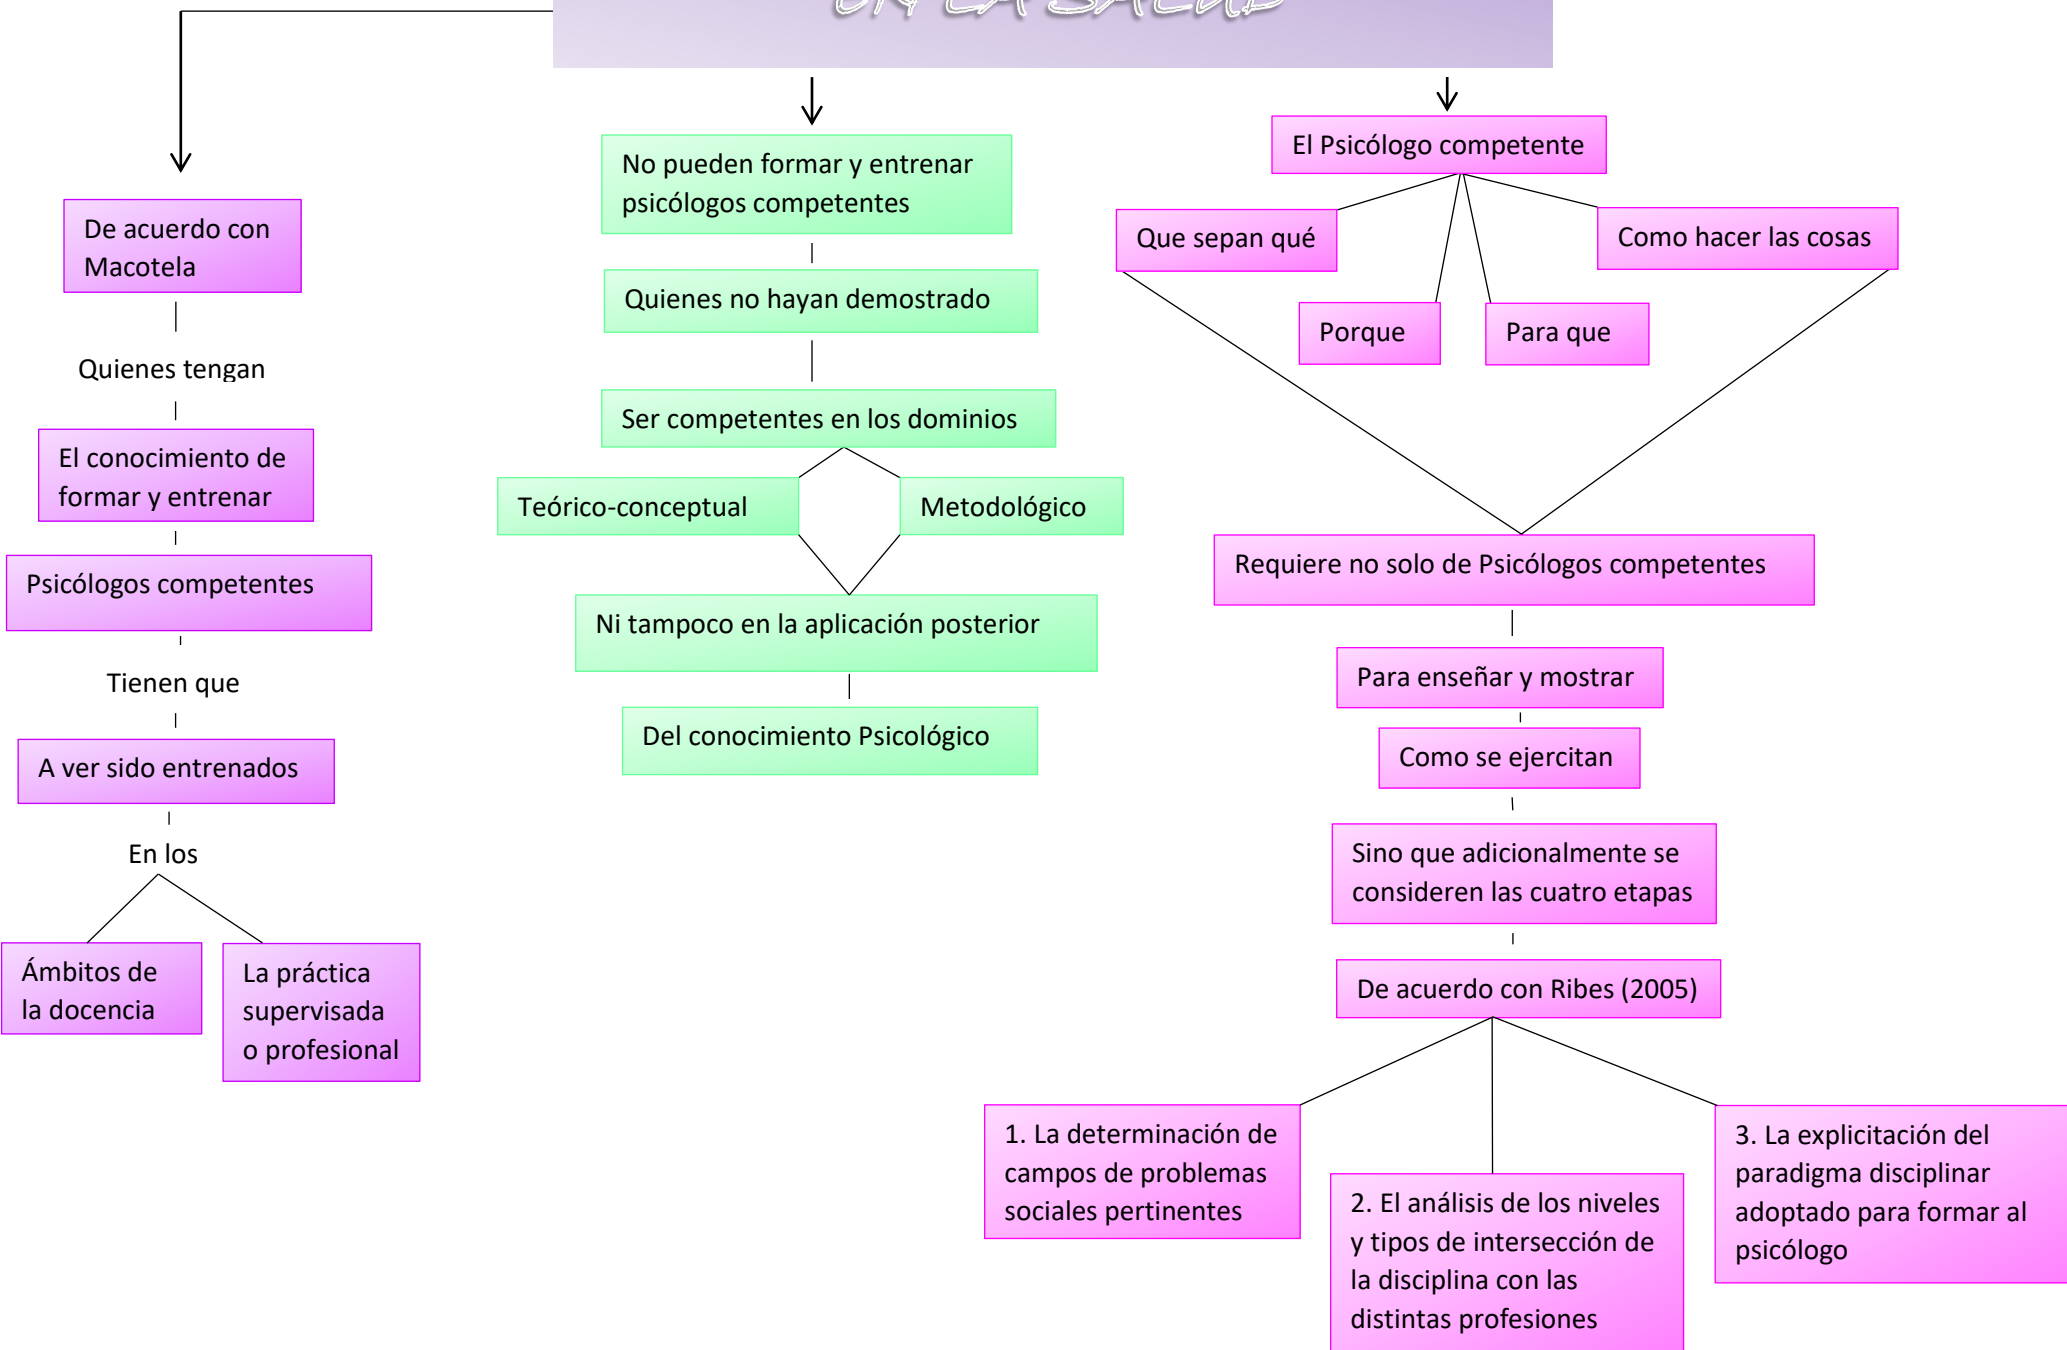 EN LA SALUD
De acuerdo con
Macotela
Quienes tengan
El conocimiento de
formar y entrenar
Psicólogos competentes
Tienen que
A ver sido entrenados
En los
Ámbitos de
la docencia
La práctica
supervisada
o profesional
No pueden formar y entrenar
psicólogos competentes
Quienes no hayan demostrado
Ser competentes en los dominios
Teórico-conceptual
Metodológico
Ni tampoco en la aplicación posterior
Del conocimiento Psicológico
El Psicólogo competente
Que sepan qué
Porque
Para que
Como hacer las cosas
Requiere no solo de Psicólogos competentes
Para enseñar y mostrar
Como se ejercitan
Sino que adicionalmente se
consideren las cuatro etapas
De acuerdo con Ribes (2005)
1. La determinación de
campos de problemas
sociales pertinentes
2. El análisis de los niveles
y tipos de intersección de
la disciplina con las
distintas profesiones
3. La explicitación del
paradigma disciplinar
adoptado para formar al
psicólogo